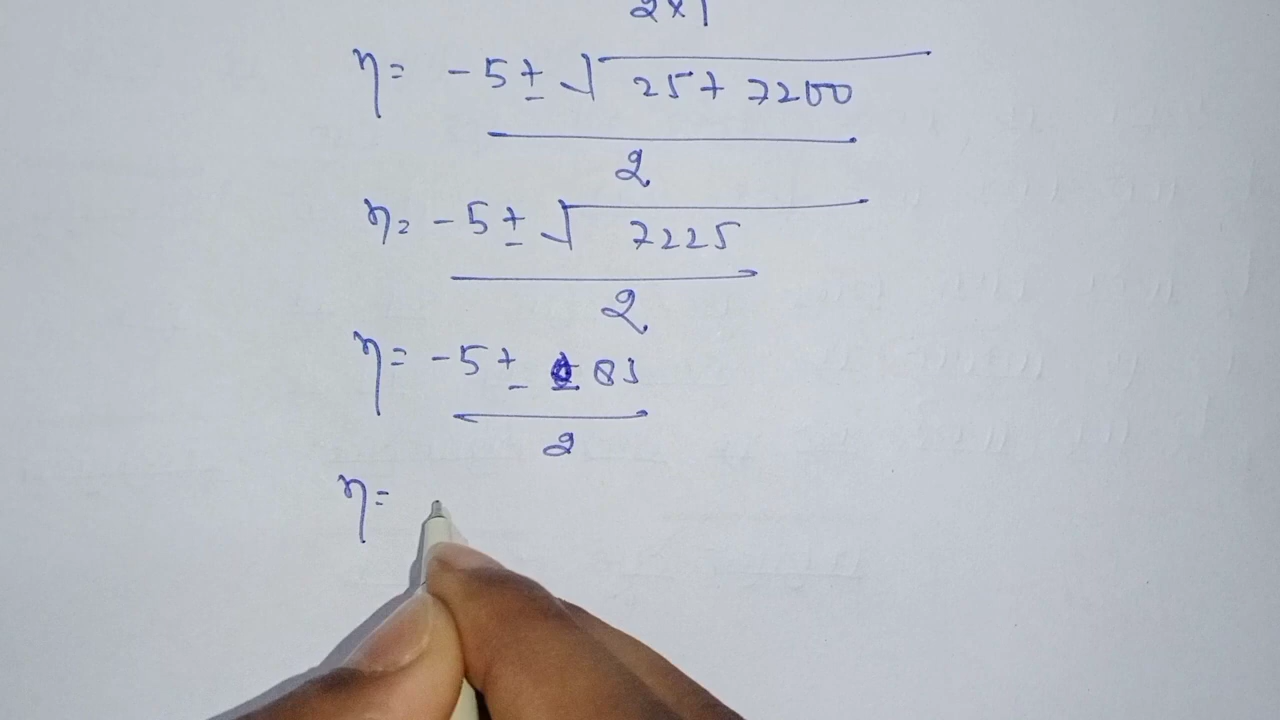 2×1
η= -5± √25+7200
2
η= -5± √7225
2
η= -5± 85
2
η=